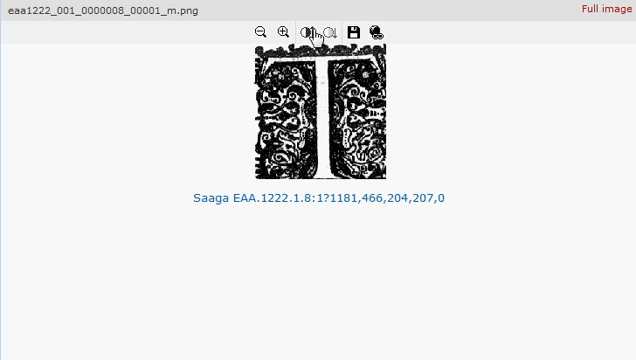 eaa1222_001_0000008_00001_m.png
Full image
T
Saaga EAA.1222.1.8:1?1181,466,204,207,0